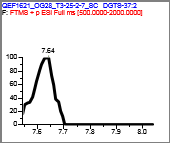 QEF1621_OG28_T3-25-2-7_SC DGTS-37:2
F: FTMS + p ESI Full ms [500.0000-2000.0000]
7.64
100
80
60
40
20
0
7.6 7.7 7.8 7.9 8.0